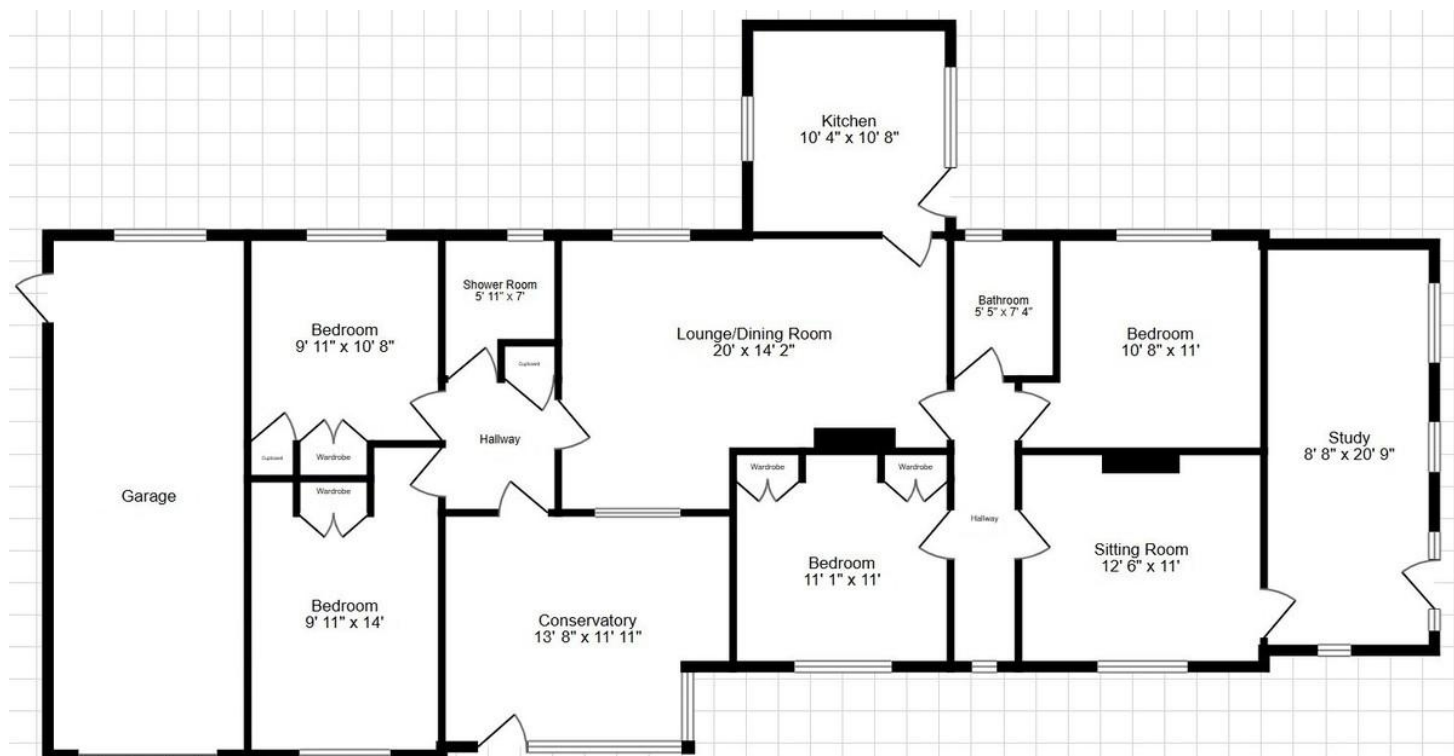 Kitchen
10' 4" x 10' 8"
Shower Room
5' 11" x 7'
Bedroom
9' 11" x 10' 8"
Lounge/Dining Room
20' x 14' 2"
Bathroom
5' 5" x 7' 4"
Bedroom
10' 8" x 11'
Cupboard
Hallway
Study
8' 8" x 20' 9"
Cupboard
Wardrobe
Wardrobe
Wardrobe
Wardrobe
Garage
Hallway
Sitting Room
12' 6" x 11'
Bedroom
11' 1" x 11'
Bedroom
9' 11" x 14'
Conservatory
13' 8" x 11' 11"